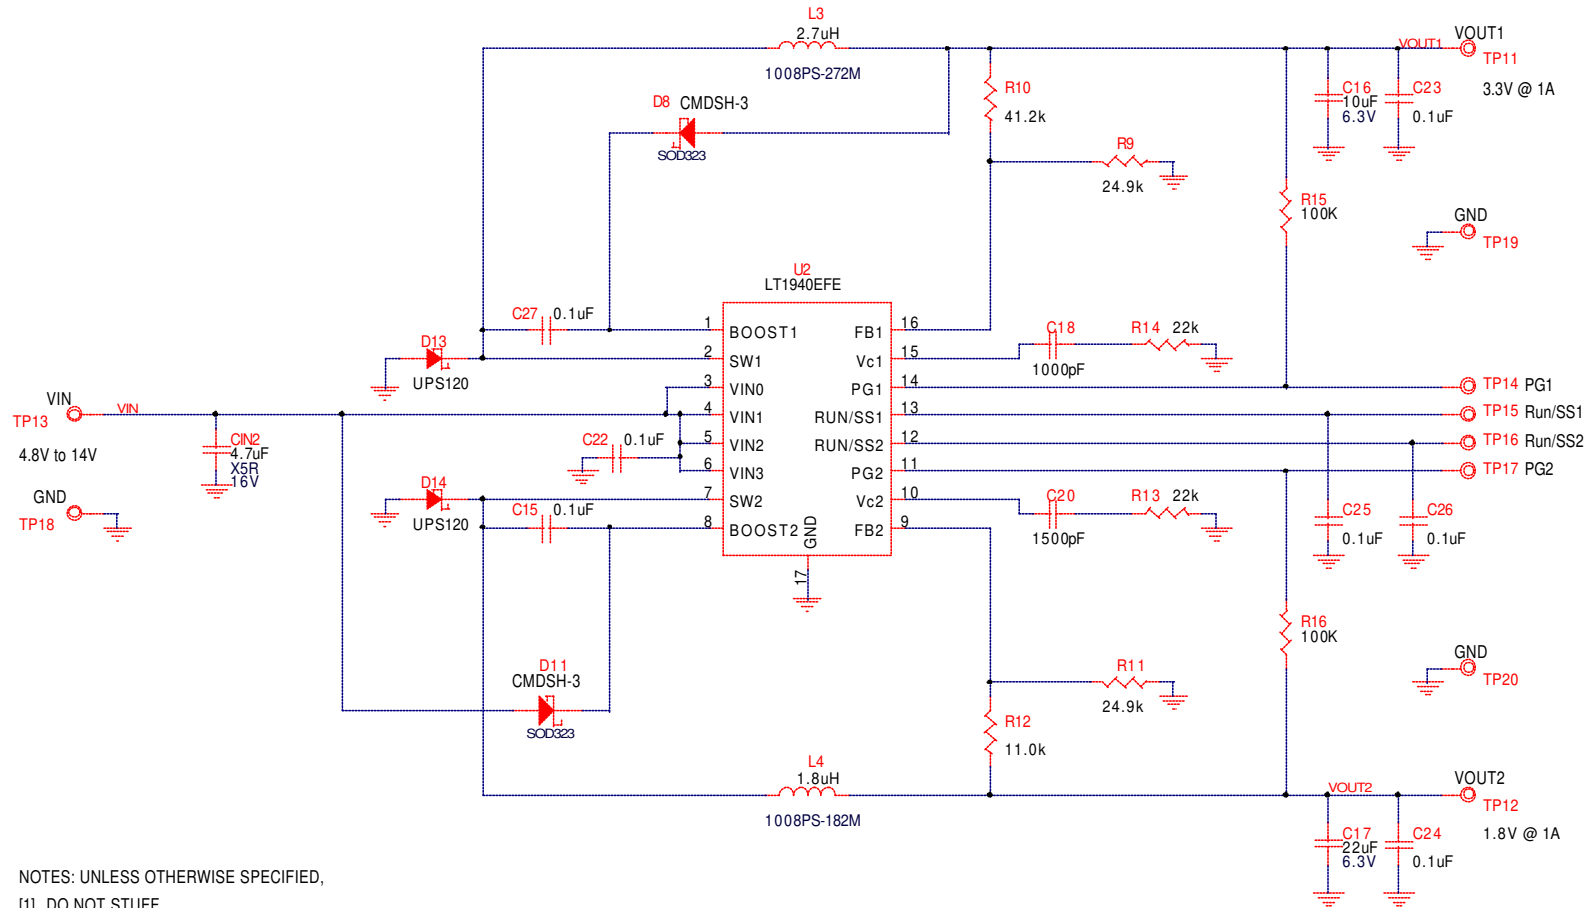 L3
2.7uH
1008PS-272M
VOUT1
VOUT1
TP11
3.3V @ 1A
D8 CMDSH-3
SOD323
R10
41.2k
C16
10uF
6.3V
C23
0.1uF
R9
24.9k
R15
100K
GND
TP19
U2
LT1940EFE
C27 0.1uF
1 BOOST1
2 SW1
3 VIN0
4 VIN1
5 VIN2
6 VIN3
7 SW2
8 BOOST2
GND
17
FB1 16
Vc1 15
PG1 14
RUN/SS1 13
RUN/SS2 12
PG2 11
Vc2 10
FB2 9
D13
UPS120
C18
1000pF
R14 22k
TP14 PG1
TP15 Run/SS1
TP16 Run/SS2
TP17 PG2
VIN
VIN
TP13
4.8V to 14V
CIN2
4.7uF
X5R
16V
C22 0.1uF
GND
TP18
D14
UPS120
C15 0.1uF
C20
1500pF
R13 22k
C25
0.1uF
C26
0.1uF
D11
CMDSH-3
SOD323
R11
24.9k
R12
11.0k
R16
100K
GND
TP20
L4
1.8uH
1008PS-182M
VOUT2
VOUT2
TP12
1.8V @ 1A
C17
22uF
6.3V
C24
0.1uF
NOTES: UNLESS OTHERWISE SPECIFIED,
[1] DO NOT STUFF